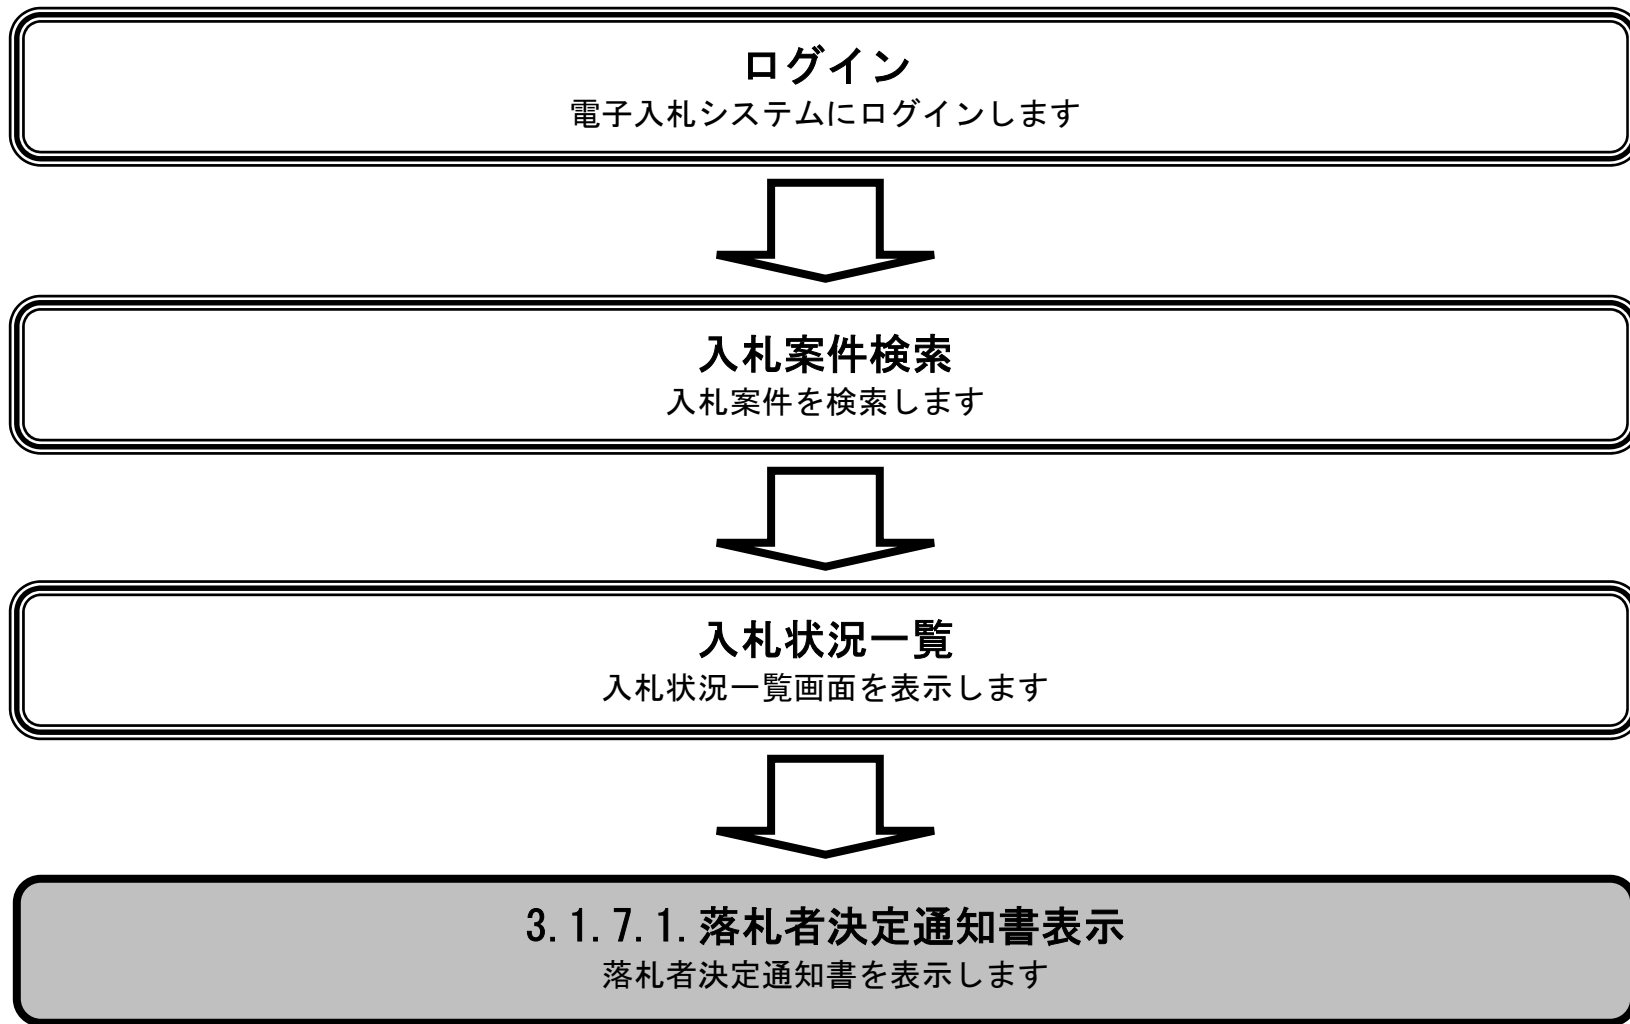 ログイン
電子入札システムにログインします
入札案件検索
入札案件を検索します
入札状況一覧
入札状況一覧画面を表示します
3.1.7.1.落札者決定通知書表示
落札者決定通知書を表示します